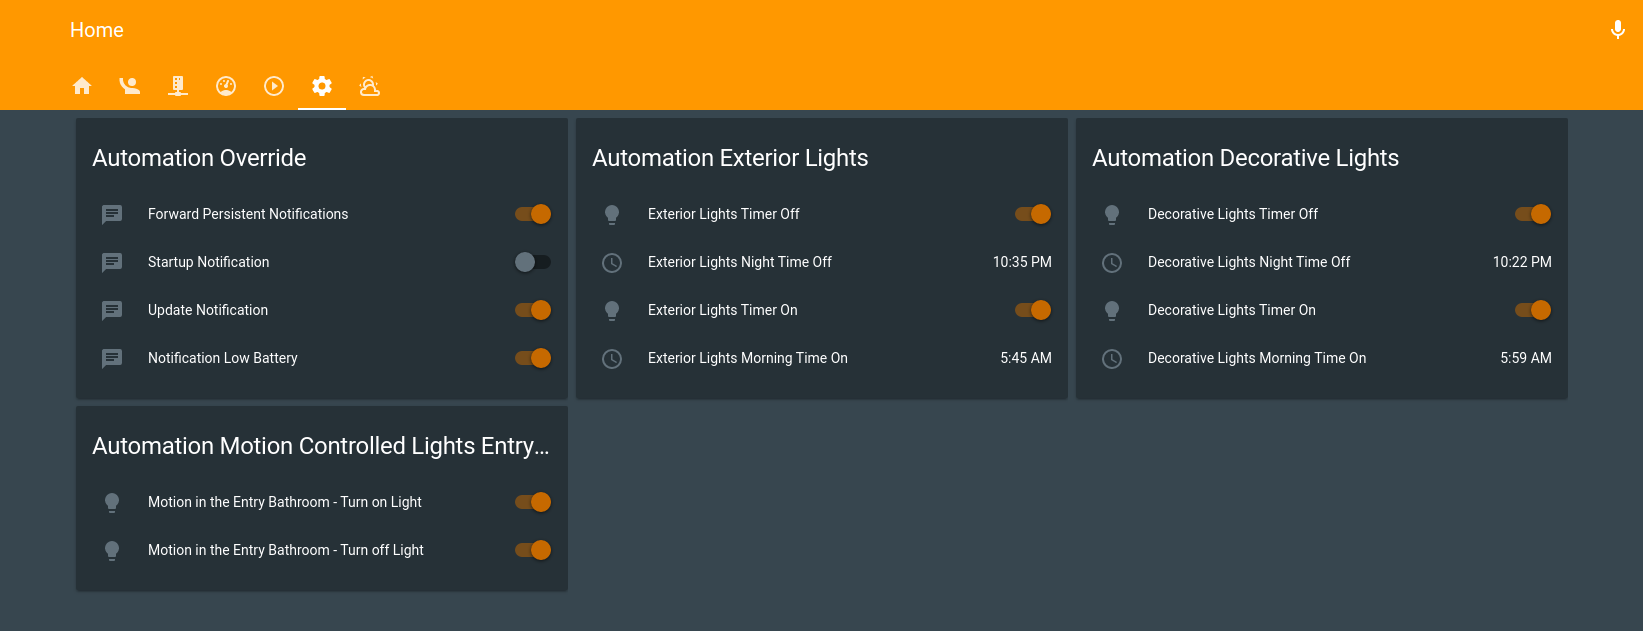 Home
Automation Override
Forward Persistent Notifications
Startup Notification
Update Notification
Notification Low Battery
Automation Exterior Lights
Exterior Lights Timer Off
Exterior Lights Night Time Off 10:35 PM
Exterior Lights Timer On
Exterior Lights Morning Time On 5:45 AM
Automation Decorative Lights
Decorative Lights Timer Off
Decorative Lights Night Time Off 10:22 PM
Decorative Lights Timer On
Decorative Lights Morning Time On 5:59 AM
Automation Motion Controlled Lights Entry...
Motion in the Entry Bathroom - Turn on Light
Motion in the Entry Bathroom - Turn off Light